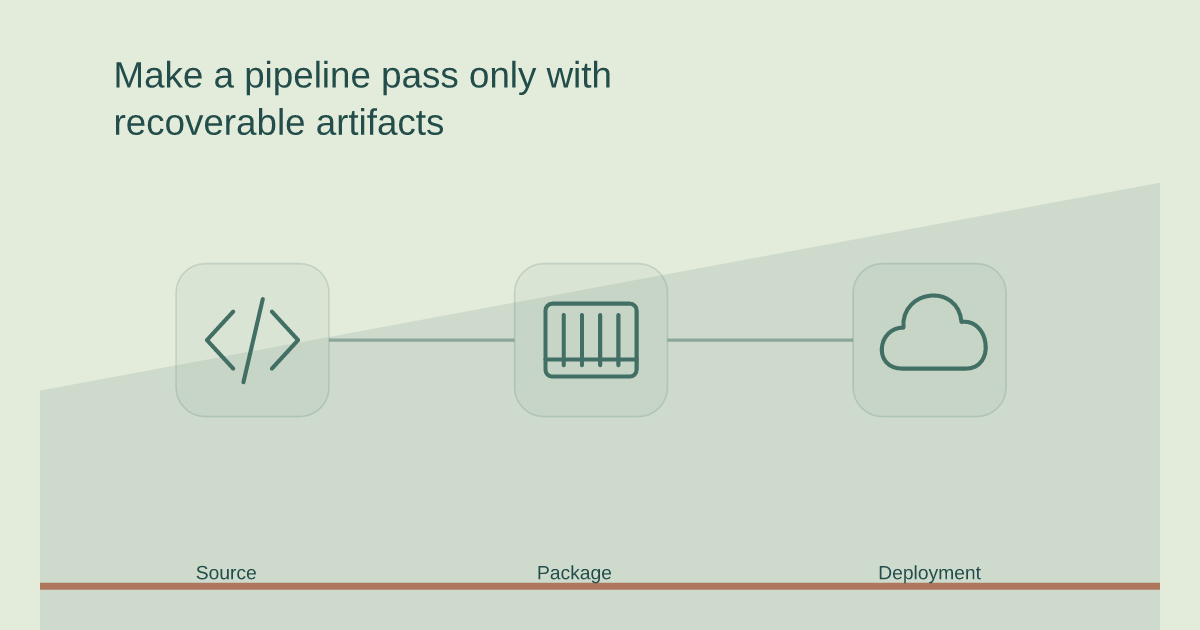 Make a pipeline pass only with
recoverable artifacts
Source
Package
Deployment